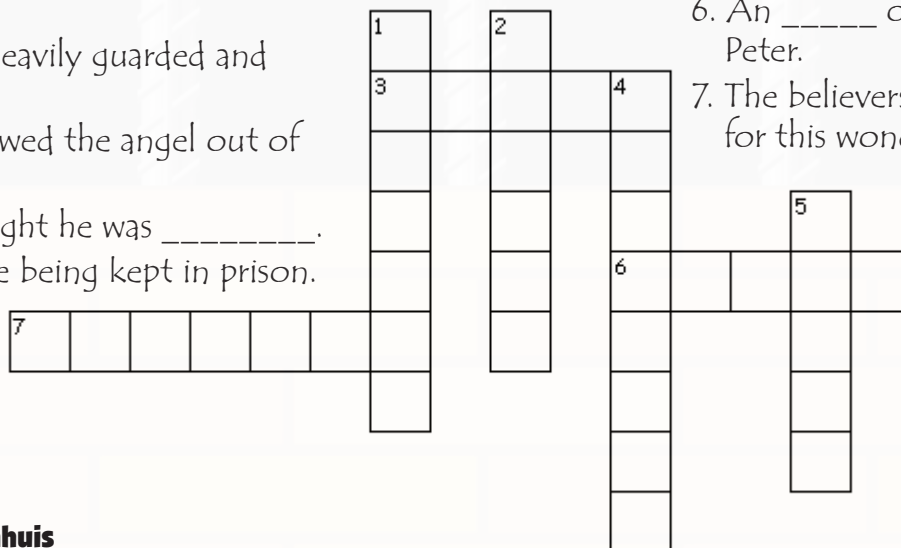 eavily guarded and
wed the angel out of
ght he was ________.
e being kept in prison.
6. An _____ o
Peter.
7. The believers
for this won
1
2
3
4
5
6
7
huis